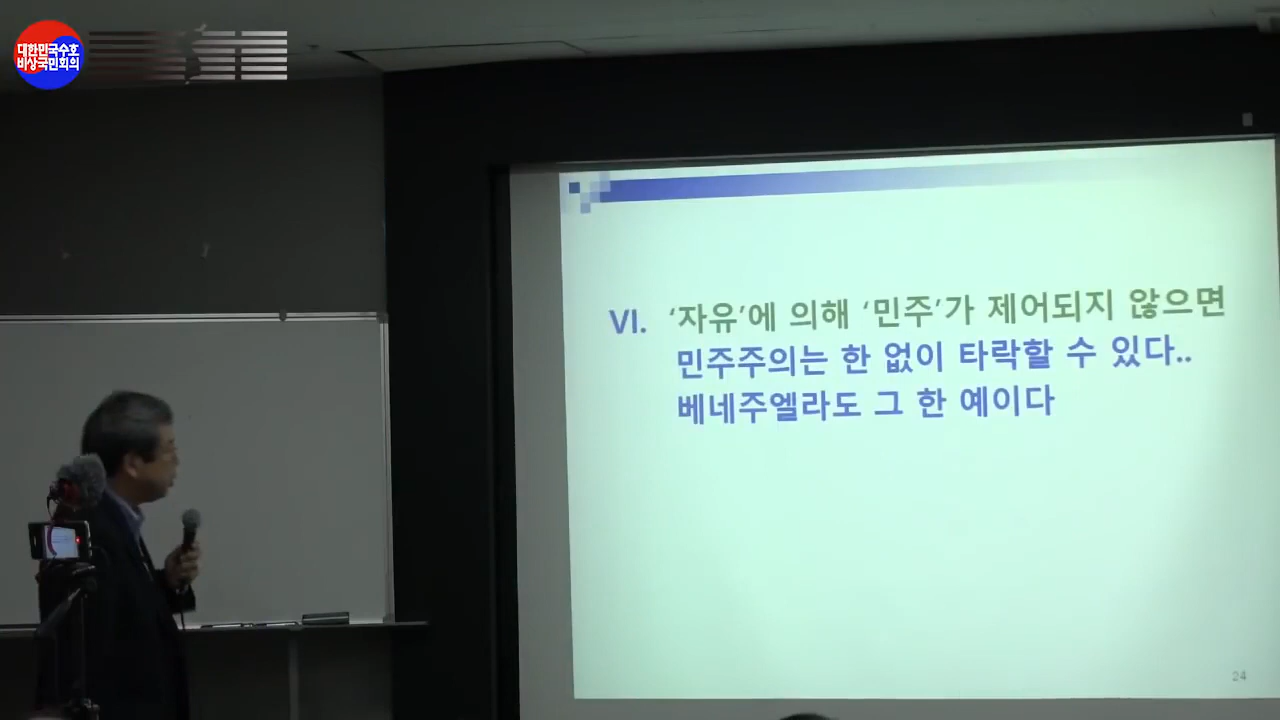 대한민국수호
비상국민회의
VI. ‘자유’에 의해 ‘민주’가 제어되지 않으면
민주주의는 한 없이 타락할 수 있다..
베네주엘라도 그 한 예이다
24